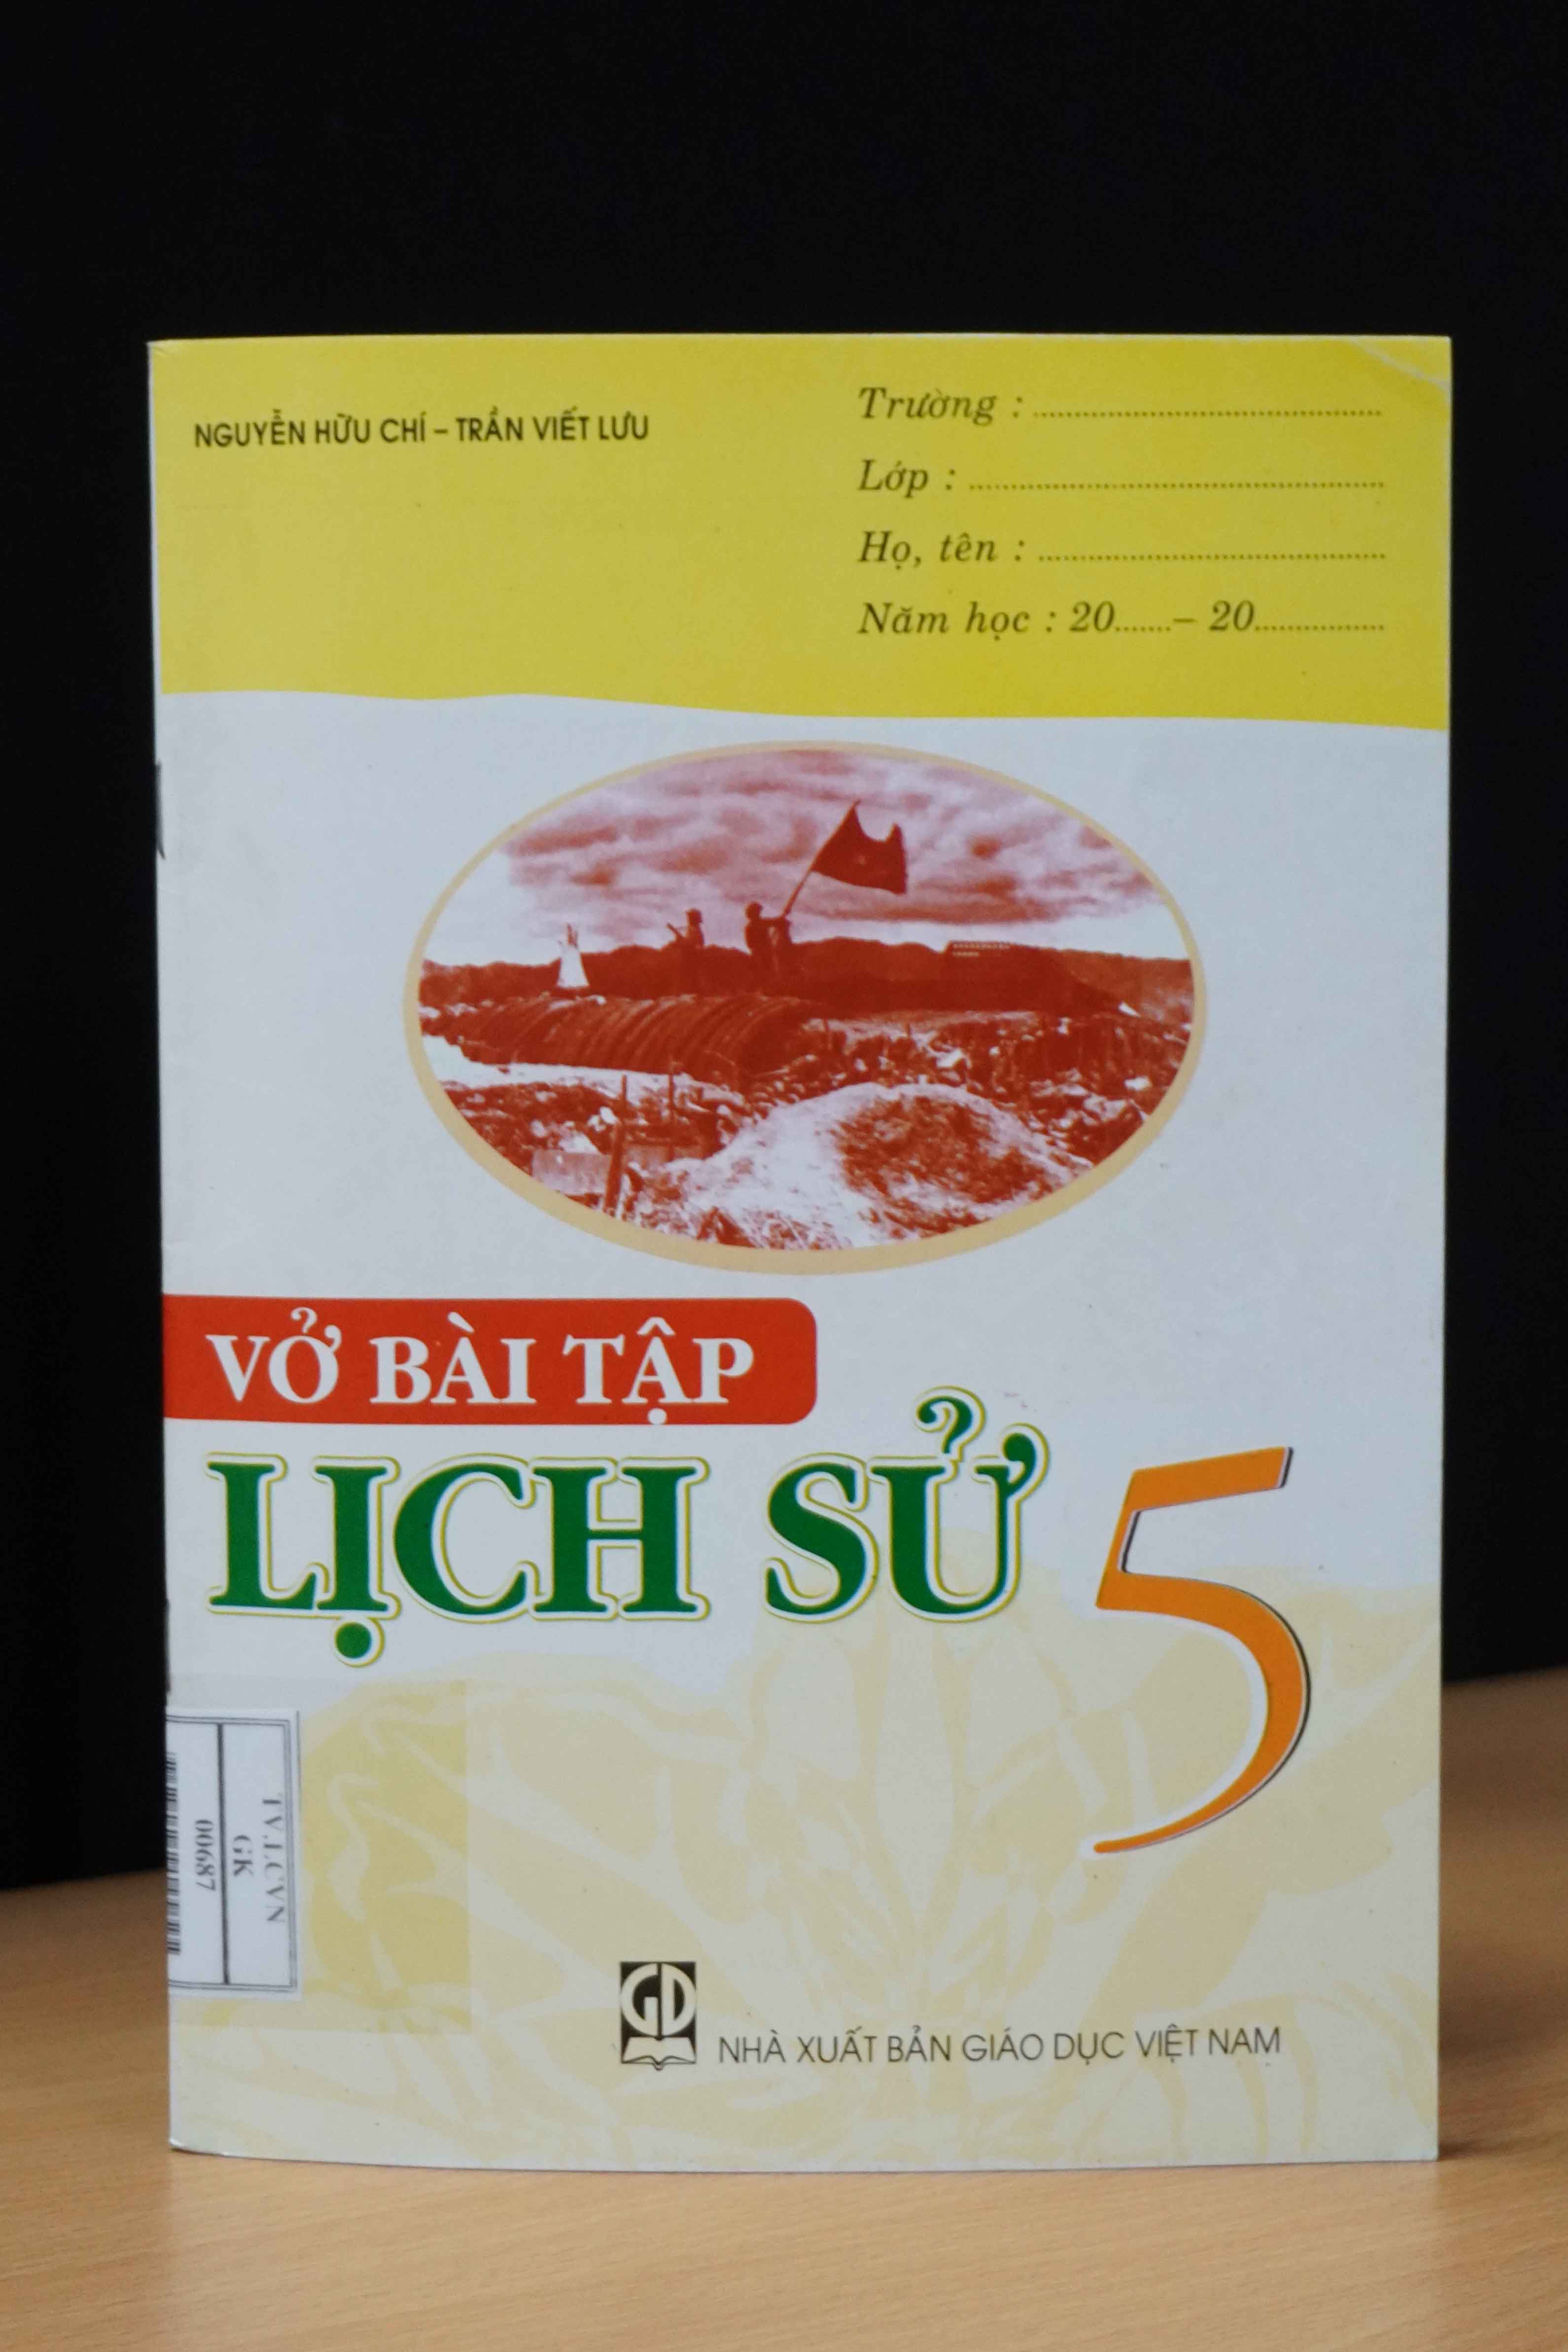 NGUYỄN HỮU CHÍ – TRẦN VIẾT LƯU
Trường : ........................................
Lớp : ........................................
Họ, tên : ........................................
Năm học : 20.......– 20...............
VỞ BÀI TẬP
LỊCH SỬ 5
TV.LCVN
GK
00687
GD
NHÀ XUẤT BẢN GIÁO DỤC VIỆT NAM